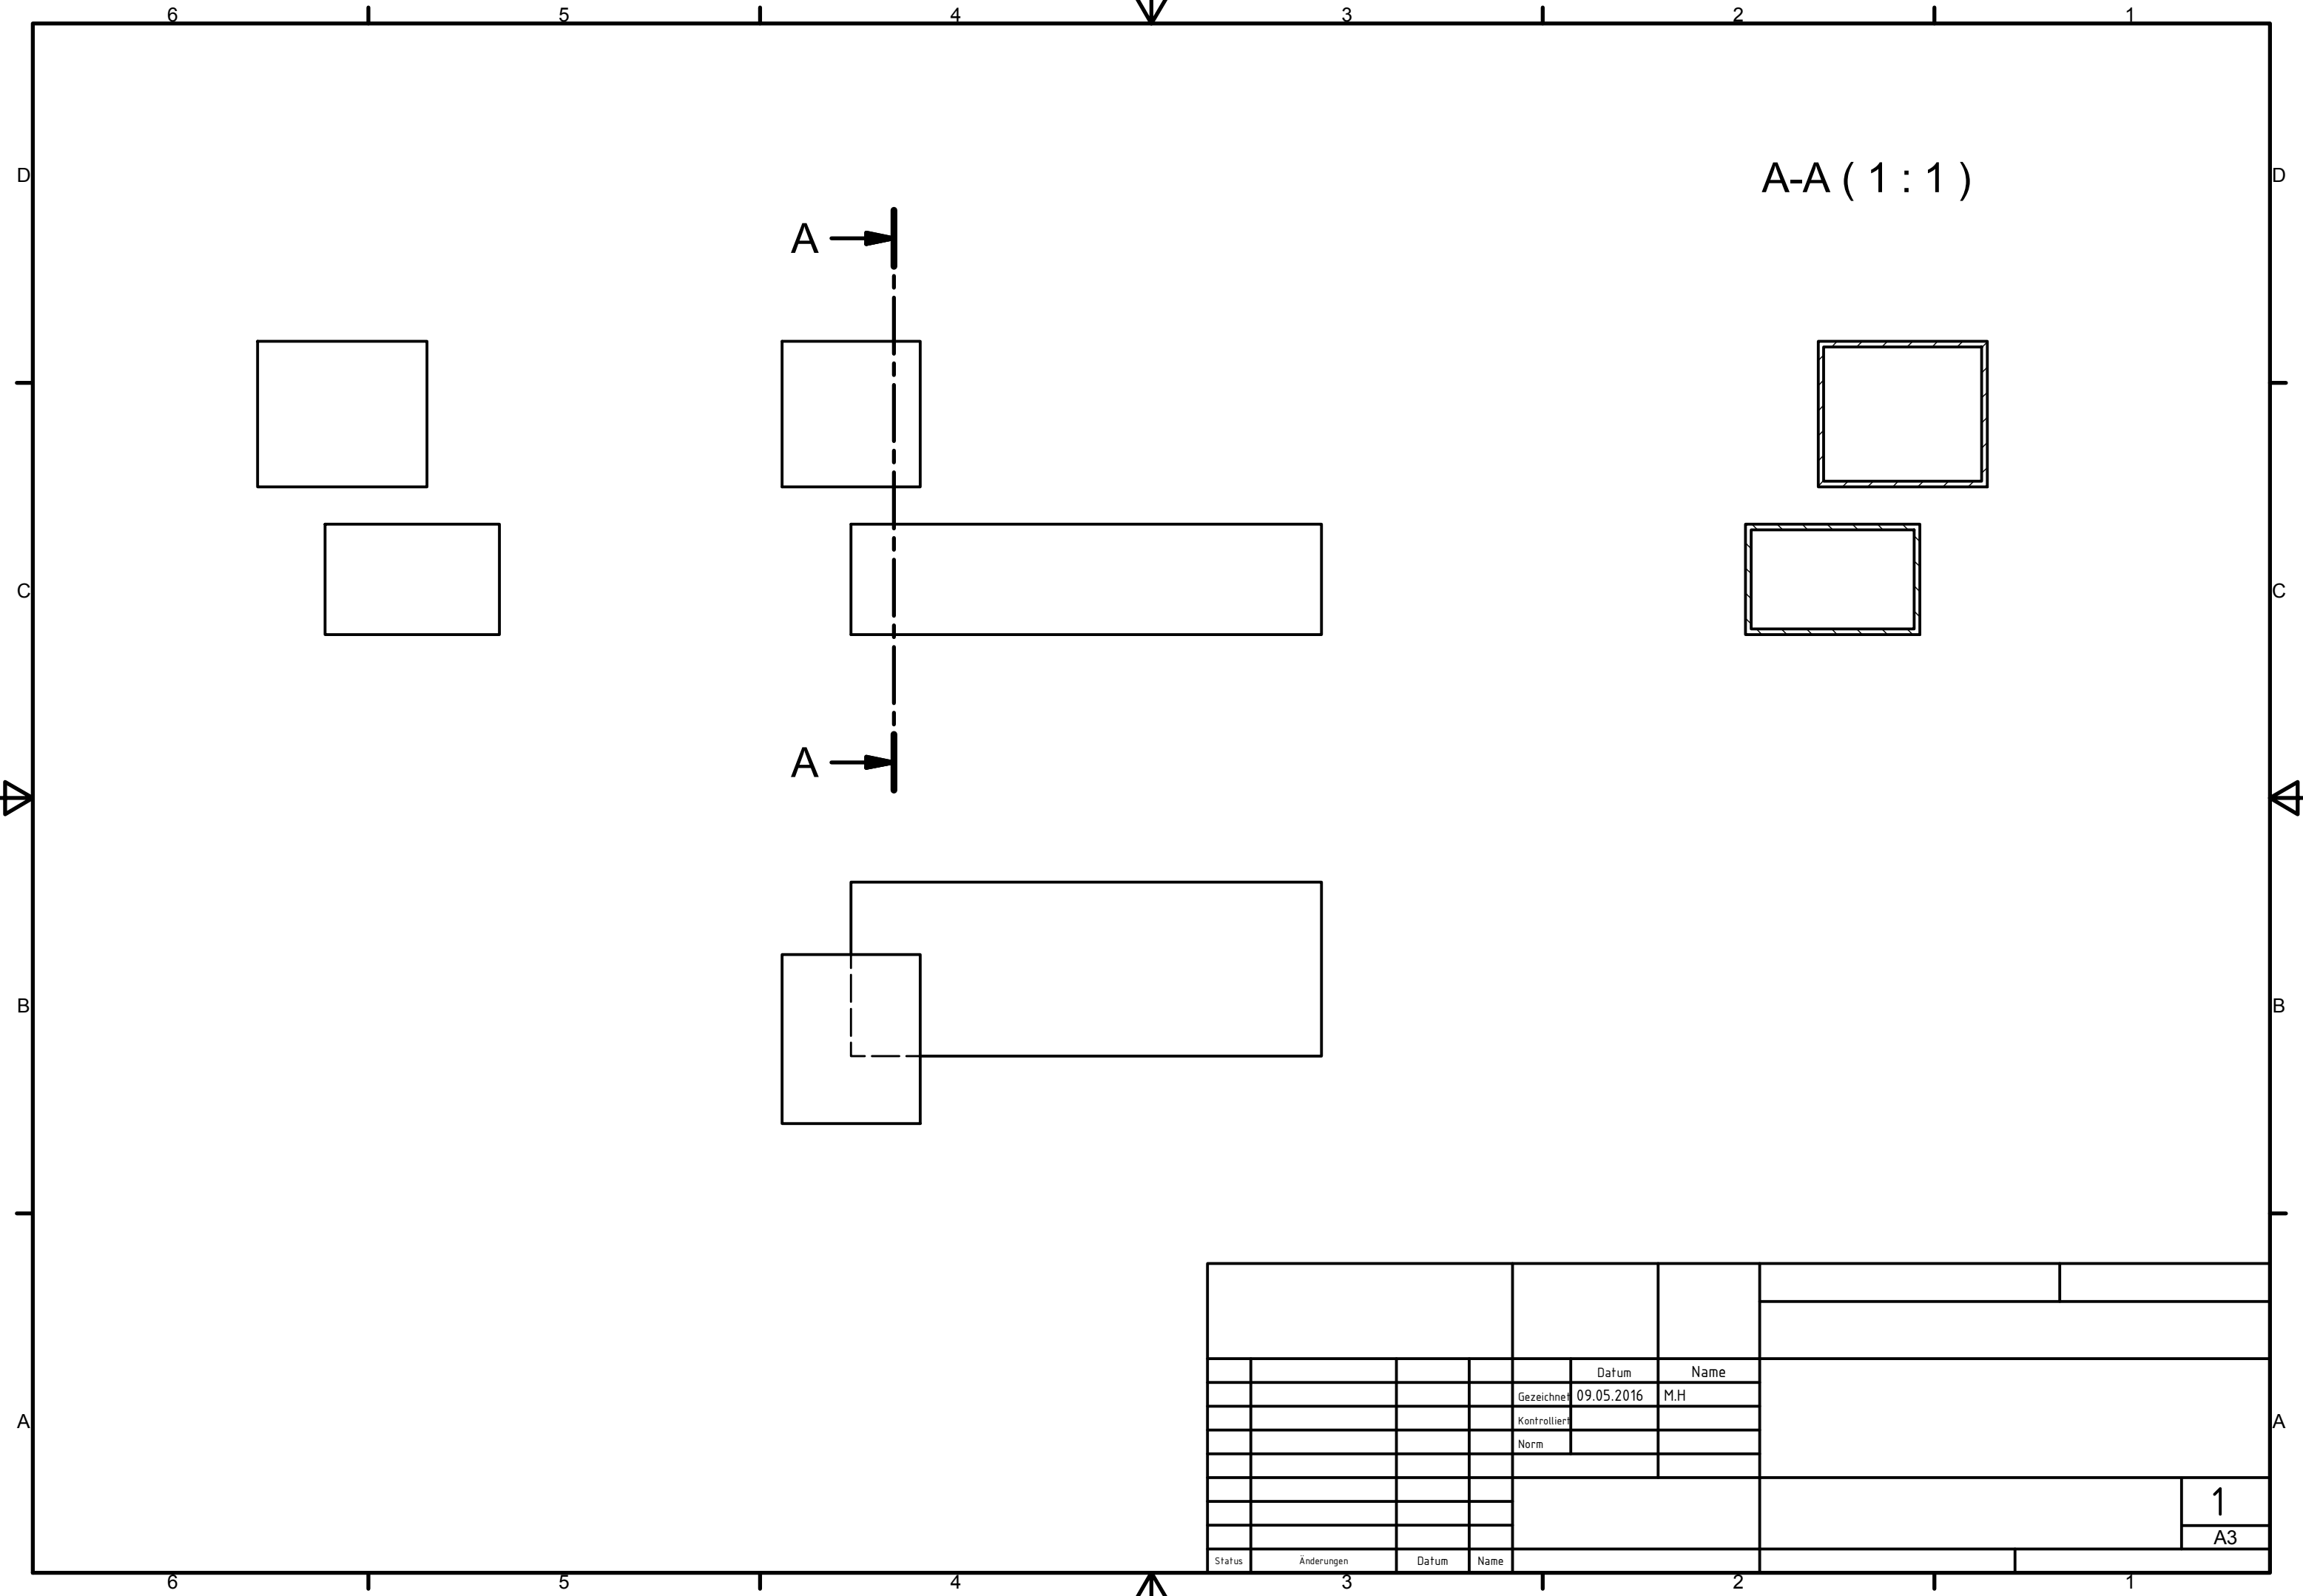 6 5 4 3 2 1
D D
A-A ( 1 : 1 )
A
C C
A
B B
Datum Name
Gezeichnet 09.05.2016 M.H
Kontrolliert
A A
Norm
1
A3
Status Änderungen Datum Name
6 5 4 3 2 1